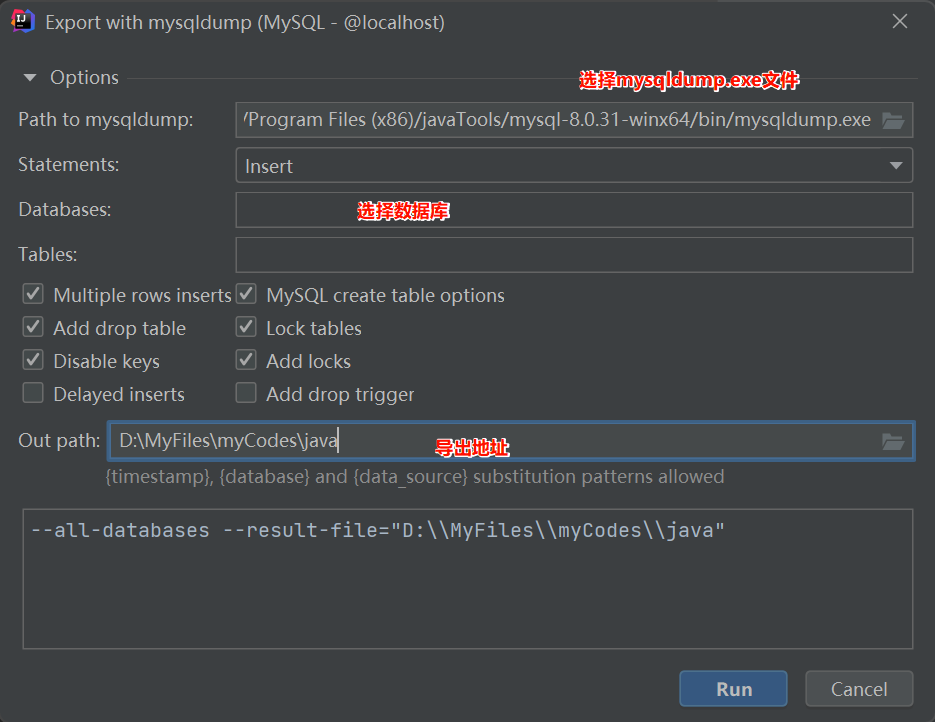 Export with mysqldump (MySQL - @localhost)
Options
选择mysqldump.exe文件
Path to mysqldump: /Program Files (x86)/javaTools/mysql-8.0.31-winx64/bin/mysqldump.exe
Statements: Insert
Databases: 选择数据库
Tables:
Multiple rows inserts MySQL create table options
Add drop table Lock tables
Disable keys Add locks
Delayed inserts Add drop trigger
Out path: D:\MyFiles\myCodes\java 导出地址
{timestamp}, {database} and {data_source} substitution patterns allowed
--all-databases --result-file="D:\\MyFiles\\myCodes\\java"
Run Cancel